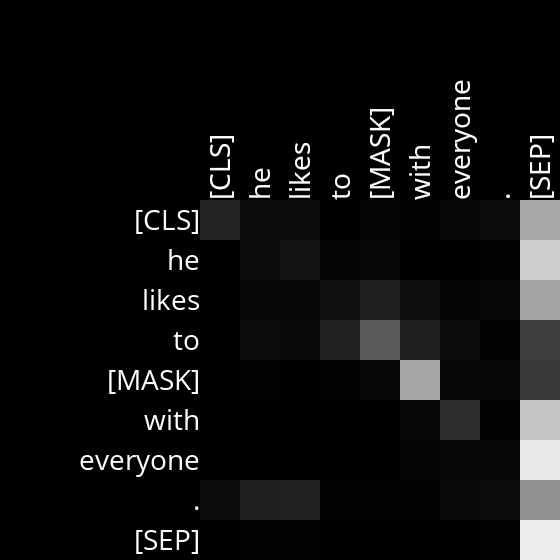 [CLS] he likes to [MASK] with everyone . [SEP]
[CLS]
he
likes
to
[MASK]
with
everyone
.
[SEP]